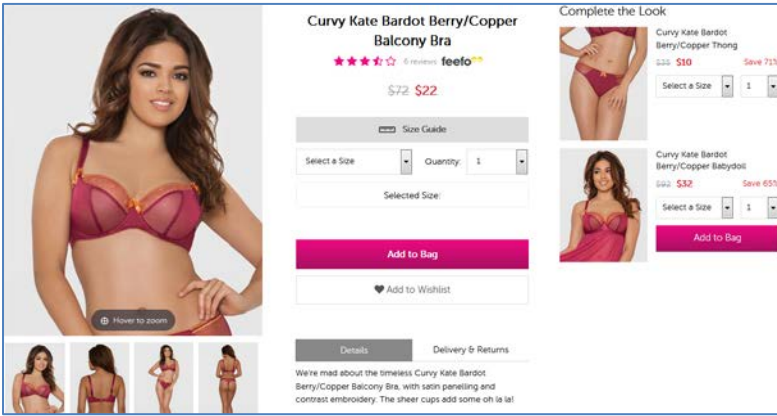 Curvy Kate Bardot Berry/Copper
Balcony Bra
6 reviews feefo
$72 $22
Size Guide
Select a Size Quantity: 1
Selected Size:
Add to Bag
Add to Wishlist
Details Delivery & Returns
We're mad about the timeless Curvy Kate Bardot
Berry/Copper Balcony Bra, with satin panelling and
contrast embroidery. The sheer cups add some oh la la!
Hover to zoom
Complete the Look
Curvy Kate Bardot
Berry/Copper Thong
$35 $10 Save 71%
Select a Size 1
Curvy Kate Bardot
Berry/Copper Babydoll
$92 $32 Save 65%
Select a Size 1
Add to Bag